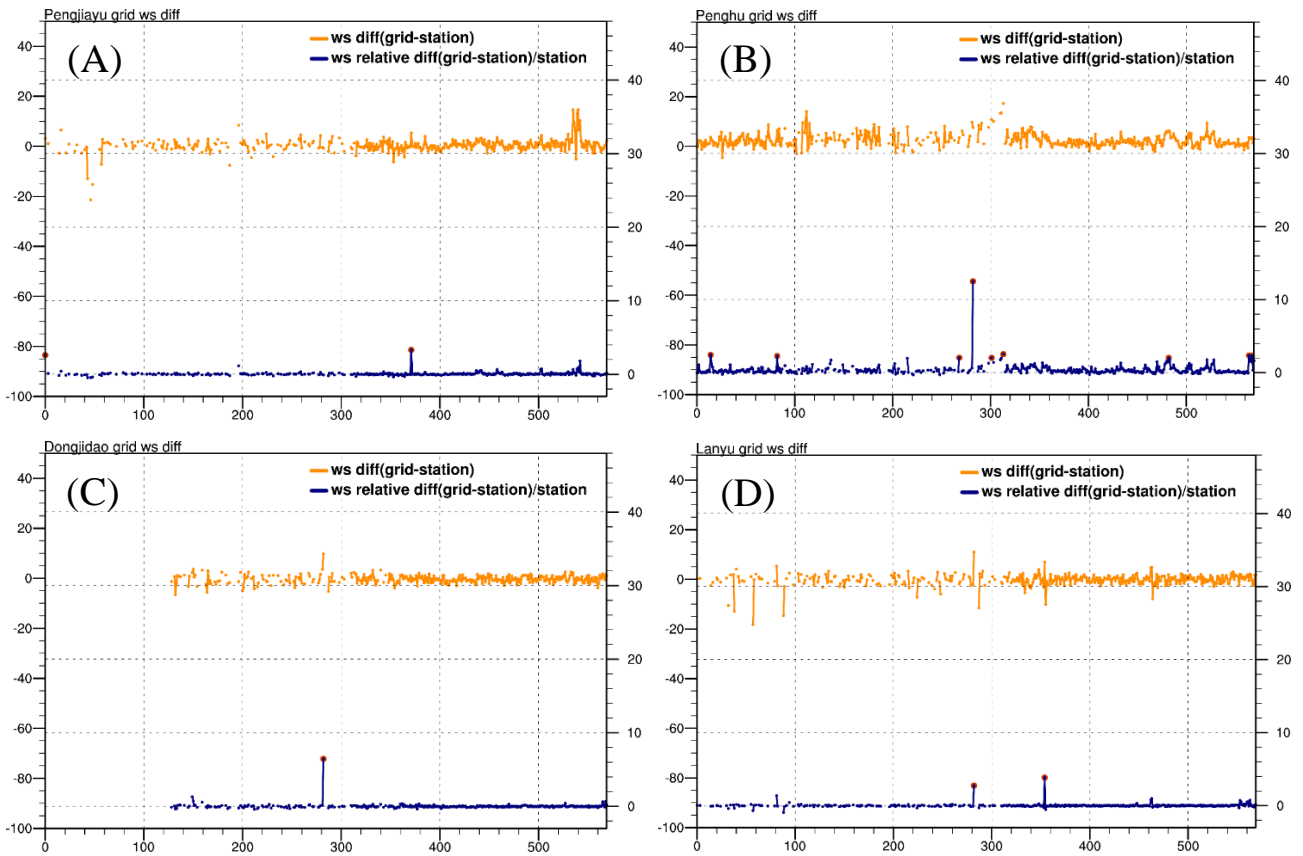 Pengjiayu grid ws diff
(A)
ws diff(grid-station)
ws relative diff(grid-station)/station
40
20
0
-20
-40
-60
-80
-100
40
30
20
10
0
0 100 200 300 400 500
Penghu grid ws diff
(B)
ws diff(grid-station)
ws relative diff(grid-station)/station
40
20
0
-20
-40
-60
-80
-100
40
30
20
10
0
0 100 200 300 400 500
Dongjidao grid ws diff
(C)
ws diff(grid-station)
ws relative diff(grid-station)/station
40
20
0
-20
-40
-60
-80
-100
40
30
20
10
0
0 100 200 300 400 500
Lanyu grid ws diff
(D)
ws diff(grid-station)
ws relative diff(grid-station)/station
40
20
0
-20
-40
-60
-80
-100
40
30
20
10
0
0 100 200 300 400 500